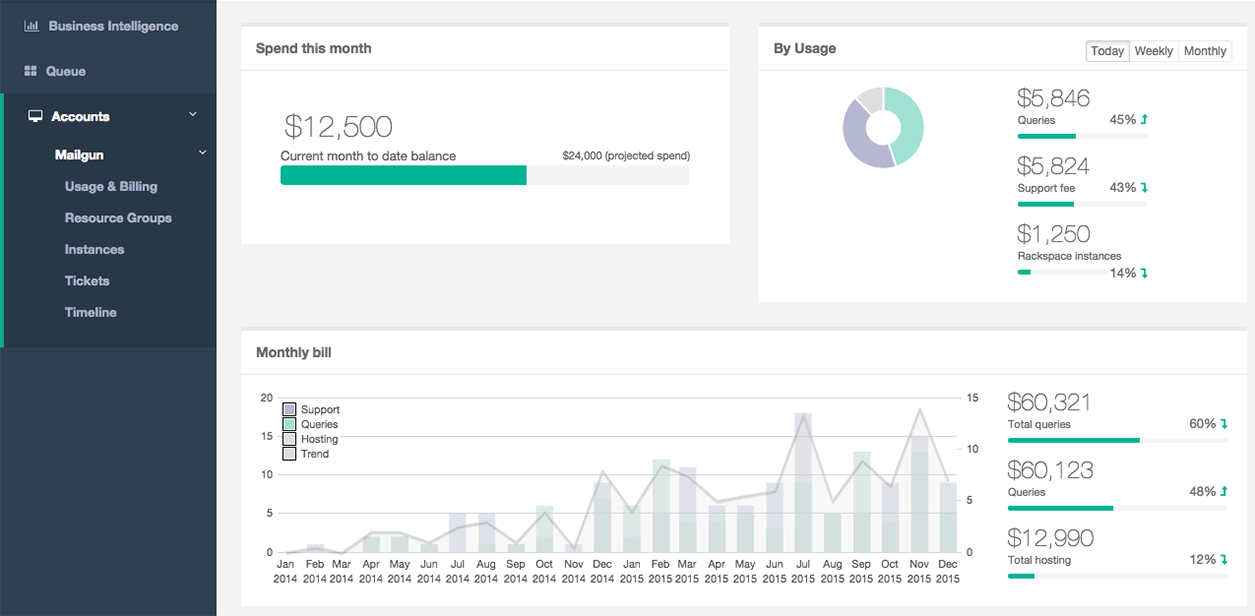 Business Intelligence
Queue
Accounts
Mailgun
Usage & Billing
Resource Groups
Instances
Tickets
Timeline
Spend this month
$12,500
Current month to date balance
$24,000 (projected spend)
By Usage
Today Weekly Monthly
$5,846
Queries 45%
$5,824
Support fee 43%
$1,250
Rackspace instances
14%
Monthly bill
20
15
10
5
0
Support
Queries
Hosting
Trend
15
10
5
0
Jan Feb Mar Apr May Jun Jul Aug Sep Oct Nov Dec Jan Feb Mar Apr May Jun Jul Aug Sep Oct Nov Dec
2014 2014 2014 2014 2014 2014 2014 2014 2014 2014 2014 2014 2015 2015 2015 2015 2015 2015 2015 2015 2015 2015 2015 2015
$60,321
Total queries 60%
$60,123
Queries 48%
$12,990
Total hosting 12%